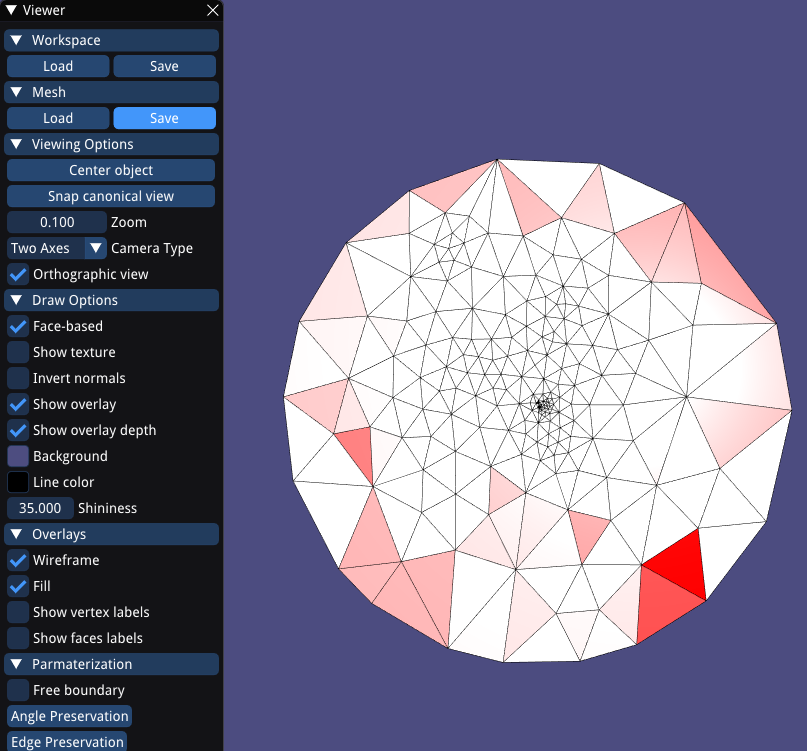 Viewer
Workspace
Load Save
Mesh
Load Save
Viewing Options
Center object
Snap canonical view
0.100 Zoom
Two Axes Camera Type
Orthographic view
Draw Options
Face-based
Show texture
Invert normals
Show overlay
Show overlay depth
Background
Line color
35.000 Shininess
Overlays
Wireframe
Fill
Show vertex labels
Show faces labels
Parmaterization
Free boundary
Angle Preservation
Edge Preservation